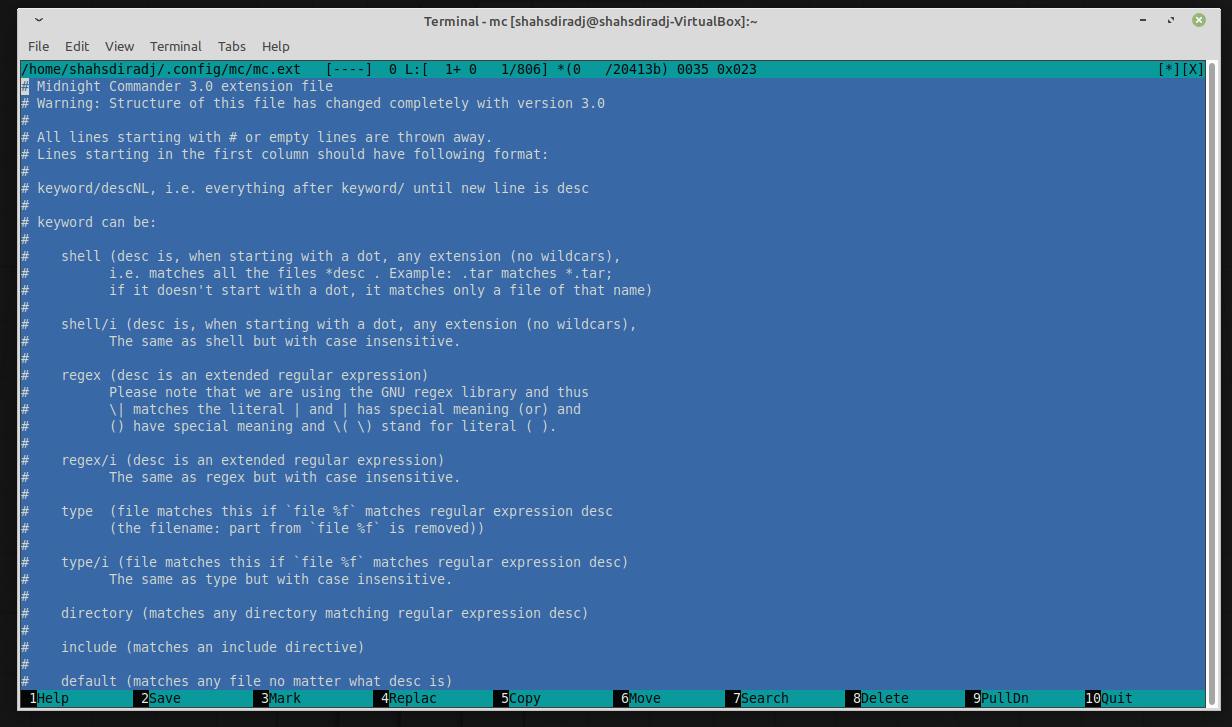 Terminal - mc [shahsdiradj@shahsdiradj-VirtualBox]:~
File Edit View Terminal Tabs Help
/home/shahsdiradj/.config/mc/mc.ext   [----]  0 L:[  1+ 0   1/806] *(0   /20413b) 0035 0x023 [*][X]
# Midnight Commander 3.0 extension file
# Warning: Structure of this file has changed completely with version 3.0
#
# All lines starting with # or empty lines are thrown away.
# Lines starting in the first column should have following format:
#
# keyword/descNL, i.e. everything after keyword/ until new line is desc
#
# keyword can be:
#
#    shell (desc is, when starting with a dot, any extension (no wildcars),
#          i.e. matches all the files *desc . Example: .tar matches *.tar;
#          if it doesn't start with a dot, it matches only a file of that name)
#
#    shell/i (desc is, when starting with a dot, any extension (no wildcars),
#          The same as shell but with case insensitive.
#
#    regex (desc is an extended regular expression)
#          Please note that we are using the GNU regex library and thus
#          \| matches the literal | and | has special meaning (or) and
#          () have special meaning and \( \) stand for literal ( ).
#
#    regex/i (desc is an extended regular expression)
#          The same as regex but with case insensitive.
#
#    type  (file matches this if `file %f` matches regular expression desc
#          (the filename: part from `file %f` is removed))
#
#    type/i (file matches this if `file %f` matches regular expression desc)
#          The same as type but with case insensitive.
#
#    directory (matches any directory matching regular expression desc)
#
#    include (matches an include directive)
#
#    default (matches any file no matter what desc is)
1Help 2Save 3Mark 4Replac 5Copy 6Move 7Search 8Delete 9PullDn 10Quit